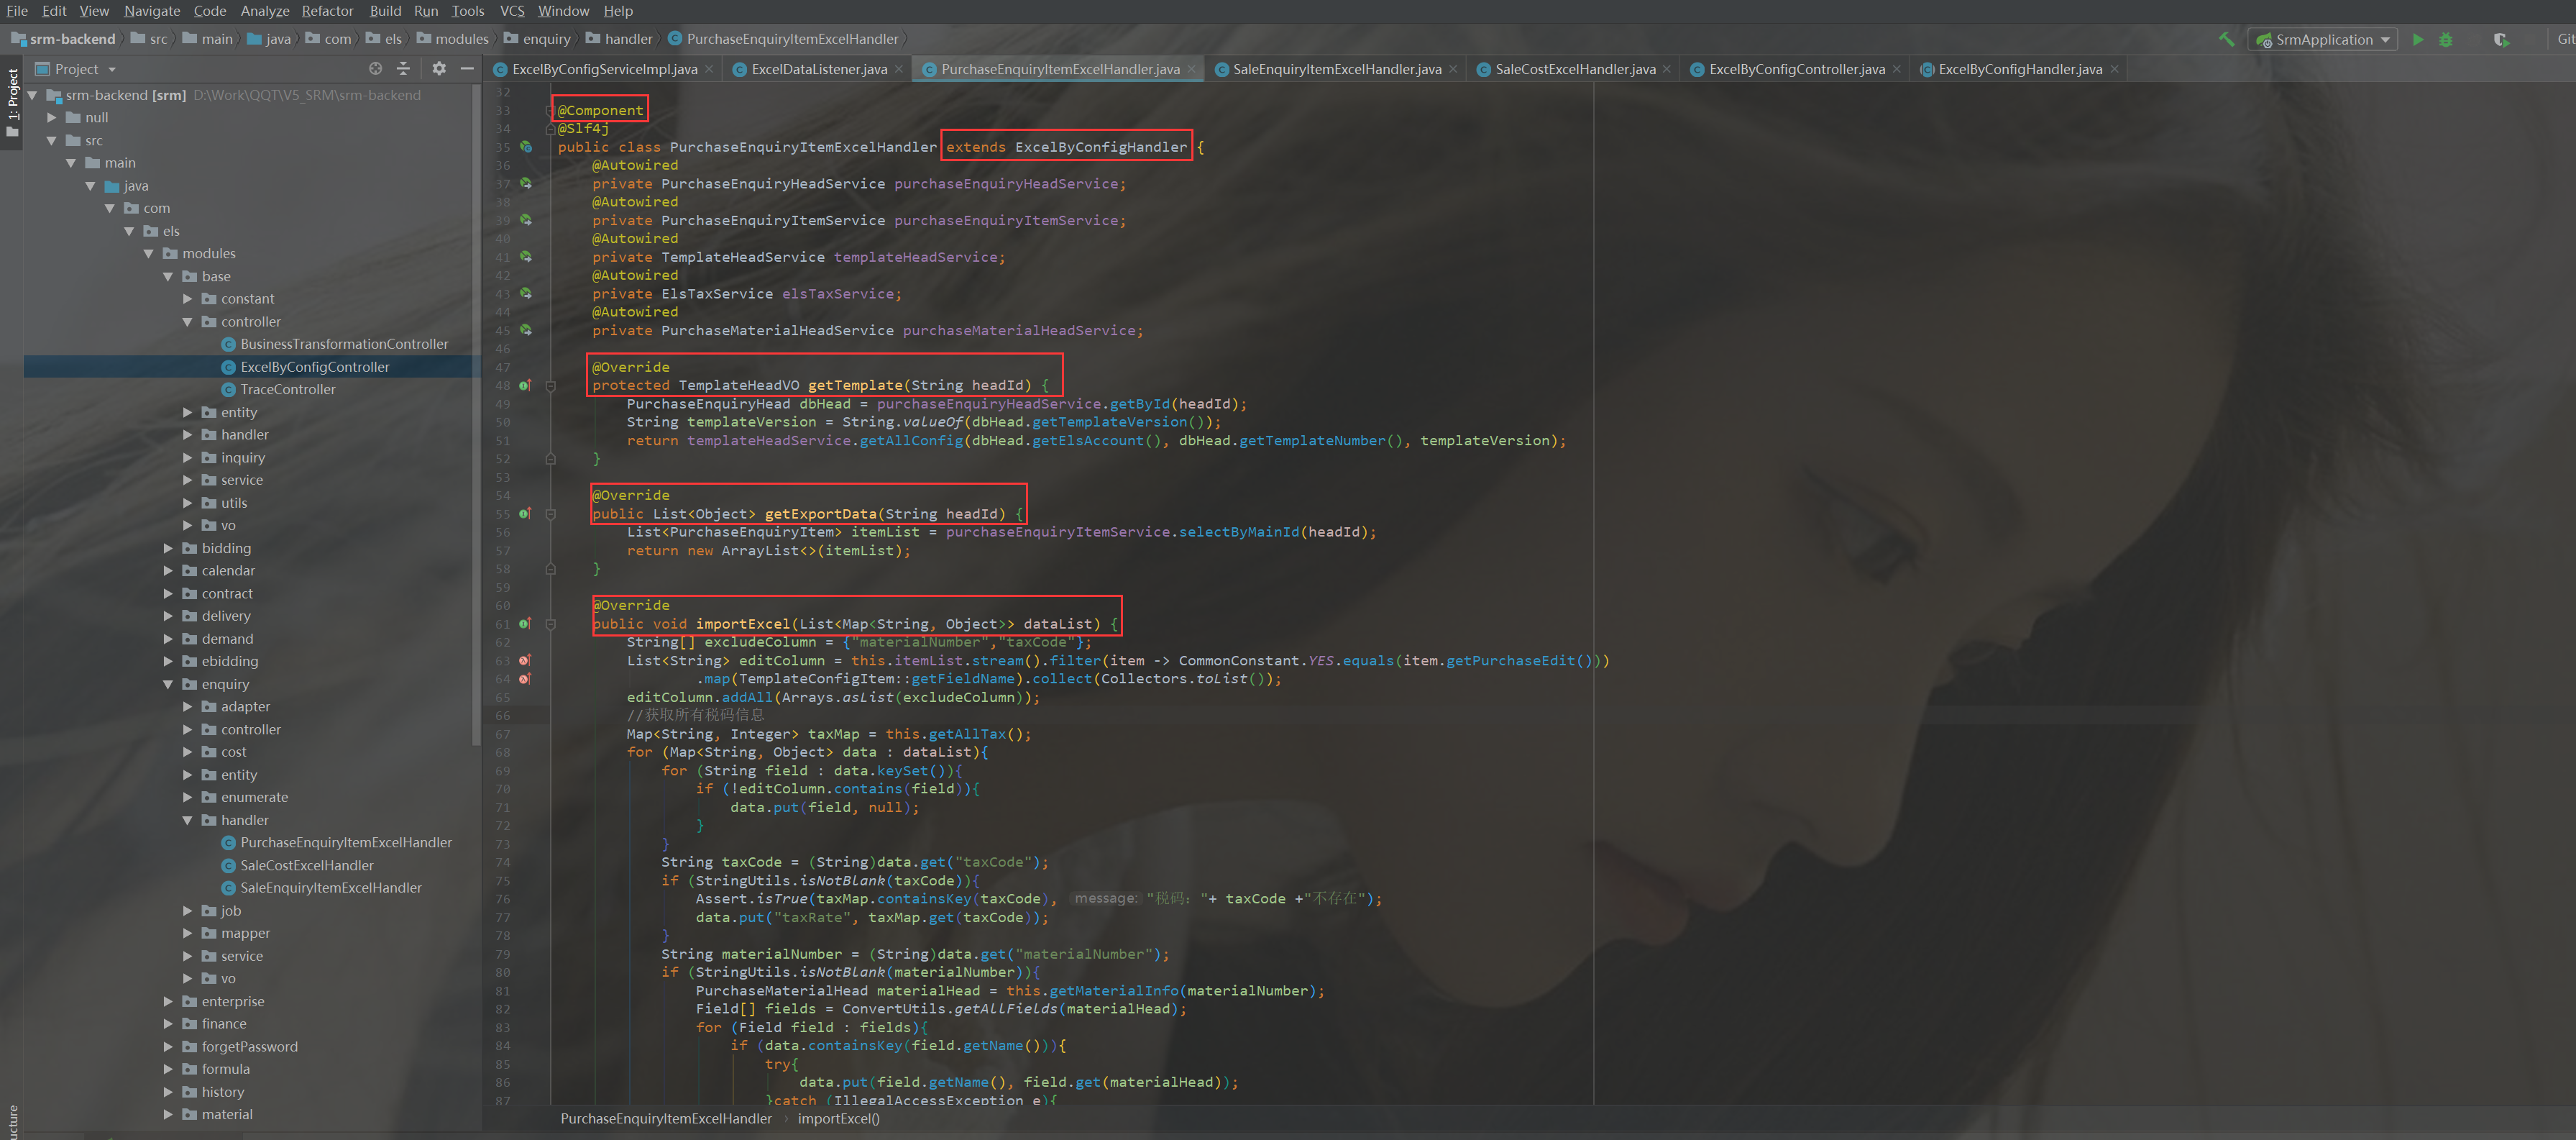 File Edit View Navigate Code Analyze Refactor Build Run Tools VCS Window Help
srm-backend src main java com els modules enquiry handler PurchaseEnquiryItemExcelHandler
SrmApplication
Git
1: Project
Project
ExcelByConfigServiceImpl.java
ExcelDataListener.java
PurchaseEnquiryItemExcelHandler.java
SaleEnquiryItemExcelHandler.java
SaleCostExcelHandler.java
ExcelByConfigController.java
ExcelByConfigHandler.java
srm-backend [srm] D:\Work\QQT\V5_SRM\srm-backend
null
src
main
java
com
els
modules
base
constant
controller
BusinessTransformationController
ExcelByConfigController
TraceController
entity
handler
inquiry
service
utils
vo
bidding
calendar
contract
delivery
demand
ebidding
enquiry
adapter
controller
cost
entity
enumerate
handler
PurchaseEnquiryItemExcelHandler
SaleCostExcelHandler
SaleEnquiryItemExcelHandler
job
mapper
service
vo
enterprise
finance
forgetPassword
formula
history
material
ucture
32
33 @Component
34 @Slf4j
35 public class PurchaseEnquiryItemExcelHandler extends ExcelByConfigHandler {
36 @Autowired
37 private PurchaseEnquiryHeadService purchaseEnquiryHeadService;
38 @Autowired
39 private PurchaseEnquiryItemService purchaseEnquiryItemService;
40 @Autowired
41 private TemplateHeadService templateHeadService;
42 @Autowired
43 private ElsTaxService elsTaxService;
44 @Autowired
45 private PurchaseMaterialHeadService purchaseMaterialHeadService;
46
47 @Override
48 protected TemplateHeadVO getTemplate(String headId) {
49 PurchaseEnquiryHead dbHead = purchaseEnquiryHeadService.getById(headId);
50 String templateVersion = String.valueOf(dbHead.getTemplateVersion());
51 return templateHeadService.getAllConfig(dbHead.getElsAccount(), dbHead.getTemplateNumber(), templateVersion);
52 }
53
54 @Override
55 public List<Object> getExportData(String headId) {
56 List<PurchaseEnquiryItem> itemList = purchaseEnquiryItemService.selectByMainId(headId);
57 return new ArrayList<>(itemList);
58 }
59
60 @Override
61 public void importExcel(List<Map<String, Object>> dataList) {
62 String[] excludeColumn = {"materialNumber","taxCode"};
63 List<String> editColumn = this.itemList.stream().filter(item -> CommonConstant.YES.equals(item.getPurchaseEdit()))
64 .map(TemplateConfigItem::getFieldName).collect(Collectors.toList());
65 editColumn.addAll(Arrays.asList(excludeColumn));
66 //获取所有税码信息
67 Map<String, Integer> taxMap = this.getAllTax();
68 for (Map<String, Object> data : dataList){
69 for (String field : data.keySet()){
70 if (!editColumn.contains(field)){
71 data.put(field, null);
72 }
73 }
74 String taxCode = (String)data.get("taxCode");
75 if (StringUtils.isNotBlank(taxCode)){
76 Assert.isTrue(taxMap.containsKey(taxCode), message: "税码："+ taxCode +"不存在");
77 data.put("taxRate", taxMap.get(taxCode));
78 }
79 String materialNumber = (String)data.get("materialNumber");
80 if (StringUtils.isNotBlank(materialNumber)){
81 PurchaseMaterialHead materialHead = this.getMaterialInfo(materialNumber);
82 Field[] fields = ConvertUtils.getAllFields(materialHead);
83 for (Field field : fields){
84 if (data.containsKey(field.getName())){
85 try{
86 data.put(field.getName(), field.get(materialHead));
87 }catch (IllegalAccessException e){
PurchaseEnquiryItemExcelHandler importExcel()